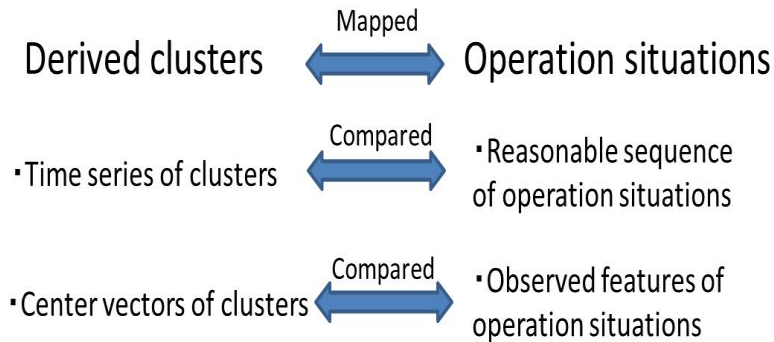 Mapped
Derived clusters
Operation situations
Compared
・Time series of clusters
・Reasonable sequence
of operation situations
Compared
・Center vectors of clusters
・Observed features of
operation situations